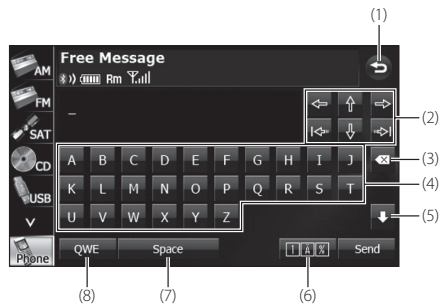 (1)
Free Message
AM
Rm
FM
(2)
SAT
CD
A B C D E F G H I J
(3)
(4)
USB
K L M N O P Q R S T
U V W X Y Z
(5)
Phone
QWE Space 1 A % Send
(8) (7) (6)